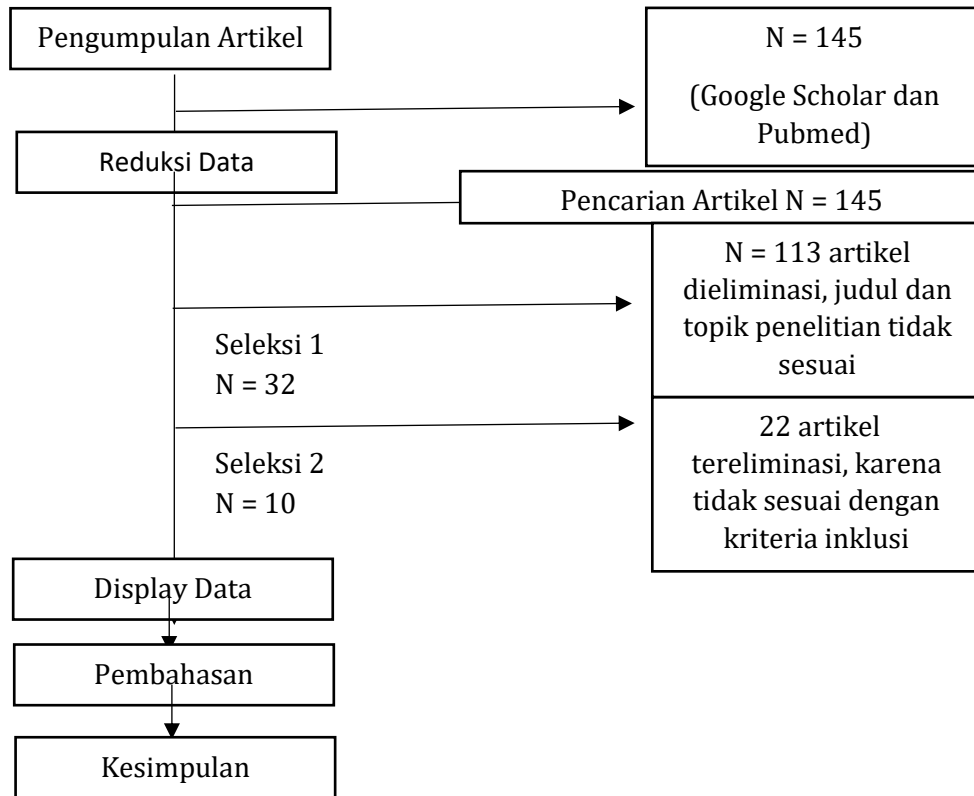 Pengumpulan Artikel
N = 145
(Google Scholar dan
Pubmed)
Reduksi Data
Pencarian Artikel N = 145
N = 113 artikel
dieliminasi, judul dan
topik penelitian tidak
sesuai
Seleksi 1
N = 32
22 artikel
tereliminasi, karena
tidak sesuai dengan
kriteria inklusi
Seleksi 2
N = 10
Display Data
Pembahasan
Kesimpulan